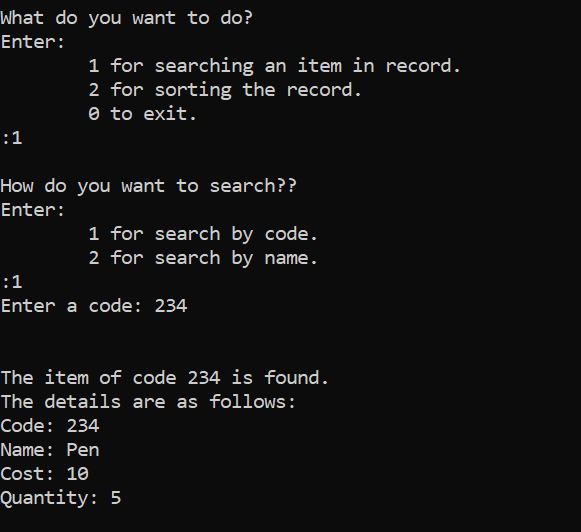 What do you want to do?
Enter:
        1 for searching an item in record.
        2 for sorting the record.
        0 to exit.
:1

How do you want to search??
Enter:
        1 for search by code.
        2 for search by name.
:1
Enter a code: 234


The item of code 234 is found.
The details are as follows:
Code: 234
Name: Pen
Cost: 10
Quantity: 5